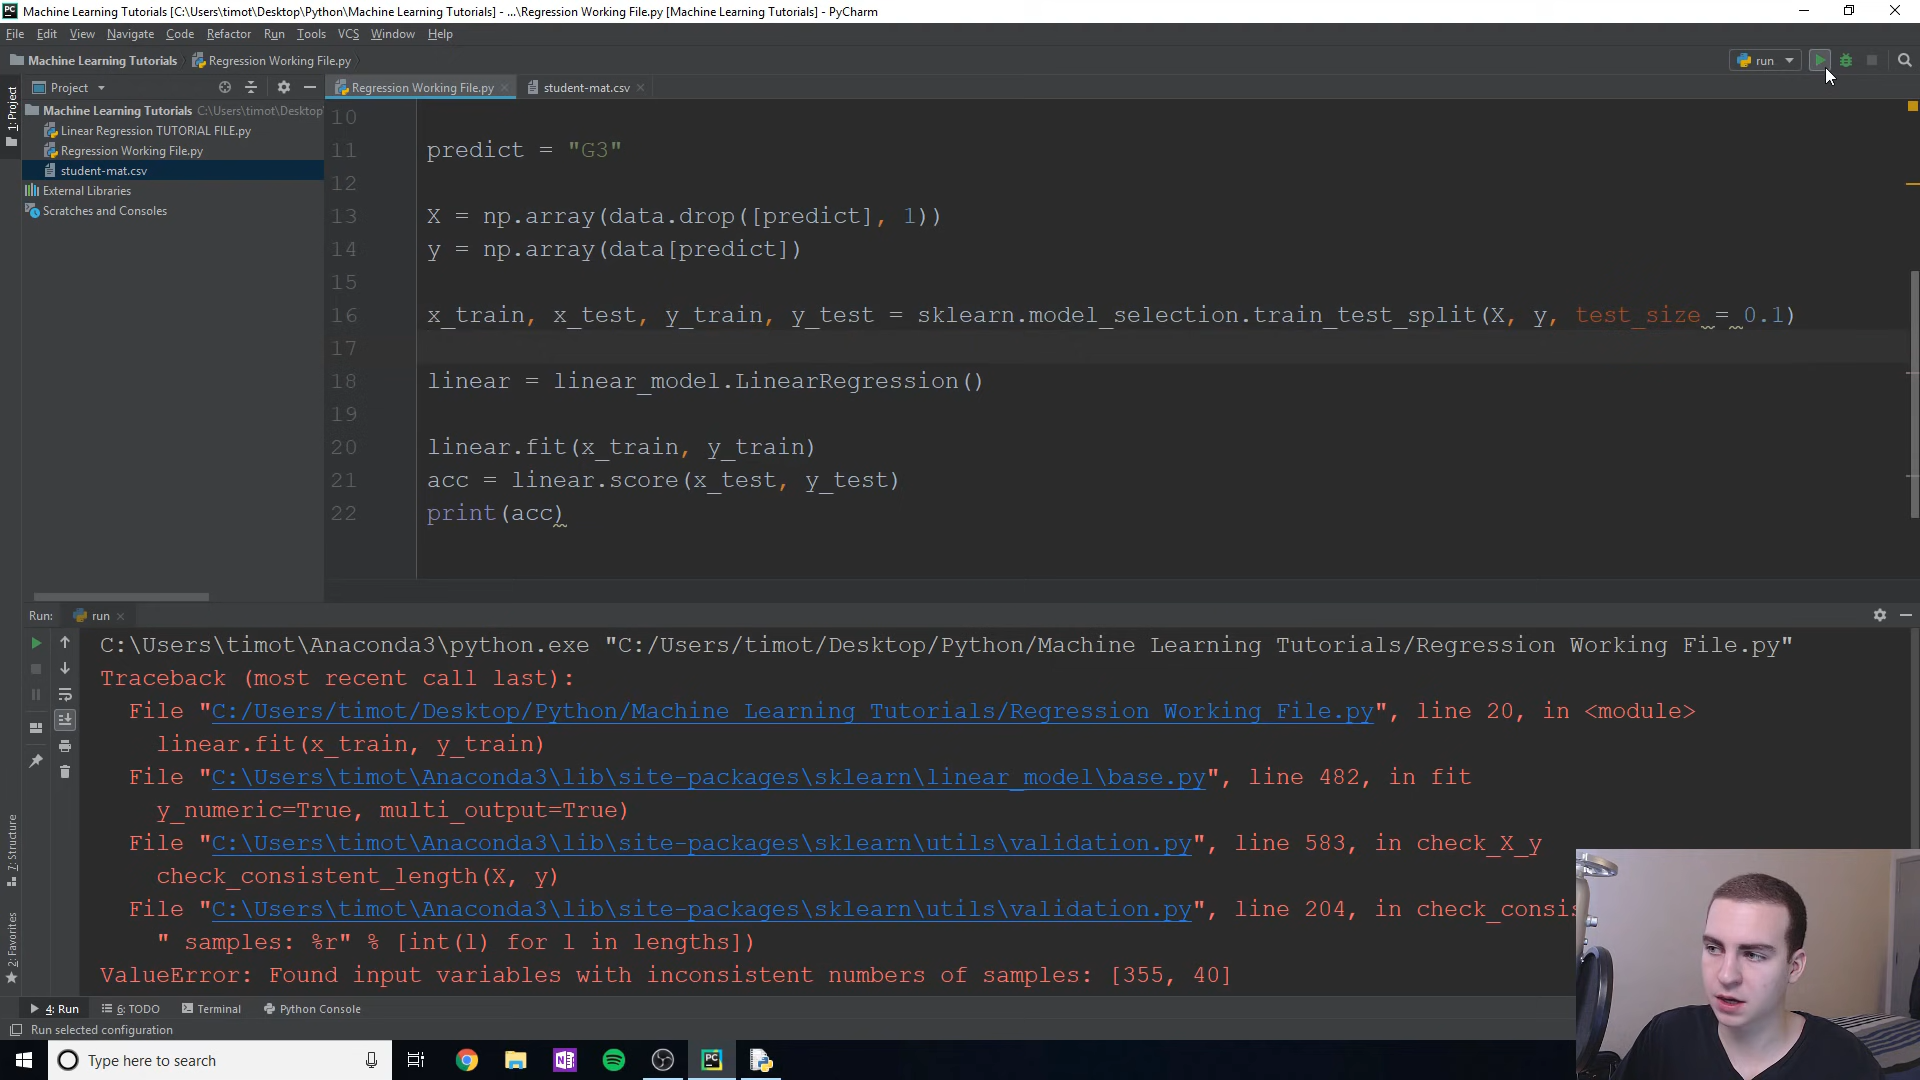 Machine Learning Tutorials [C:\Users\timot\Desktop\Python\Machine Learning Tutorials] - ...\Regression Working File.py [Machine Learning Tutorials] - PyCharm
File Edit View Navigate Code Refactor Run Tools VCS Window Help
Machine Learning Tutorials Regression Working File.py run
Project Regression Working File.py student-mat.csv
1: Project
Machine Learning Tutorials C:\Users\timot\Desktop
Linear Regression TUTORIAL FILE.py
Regression Working File.py
student-mat.csv
External Libraries
Scratches and Consoles
10
11 predict = "G3"
12
13 X = np.array(data.drop([predict], 1))
14 y = np.array(data[predict])
15
16 x_train, x_test, y_train, y_test = sklearn.model_selection.train_test_split(X, y, test_size = 0.1)
17
18 linear = linear_model.LinearRegression()
19
20 linear.fit(x_train, y_train)
21 acc = linear.score(x_test, y_test)
22 print(acc)
Run: run
C:\Users\timot\Anaconda3\python.exe "C:/Users/timot/Desktop/Python/Machine Learning Tutorials/Regression Working File.py"
Traceback (most recent call last):
File "C:/Users/timot/Desktop/Python/Machine Learning Tutorials/Regression Working File.py", line 20, in <module>
linear.fit(x_train, y_train)
File "C:\Users\timot\Anaconda3\lib\site-packages\sklearn\linear_model\base.py", line 482, in fit
y_numeric=True, multi_output=True)
File "C:\Users\timot\Anaconda3\lib\site-packages\sklearn\utils\validation.py", line 583, in check_X_y
check_consistent_length(X, y)
File "C:\Users\timot\Anaconda3\lib\site-packages\sklearn\utils\validation.py", line 204, in check_consis
" samples: %r" % [int(l) for l in lengths])
ValueError: Found input variables with inconsistent numbers of samples: [355, 40]
7: Structure
2: Favorites
4: Run 6: TODO Terminal Python Console
Run selected configuration
Type here to search